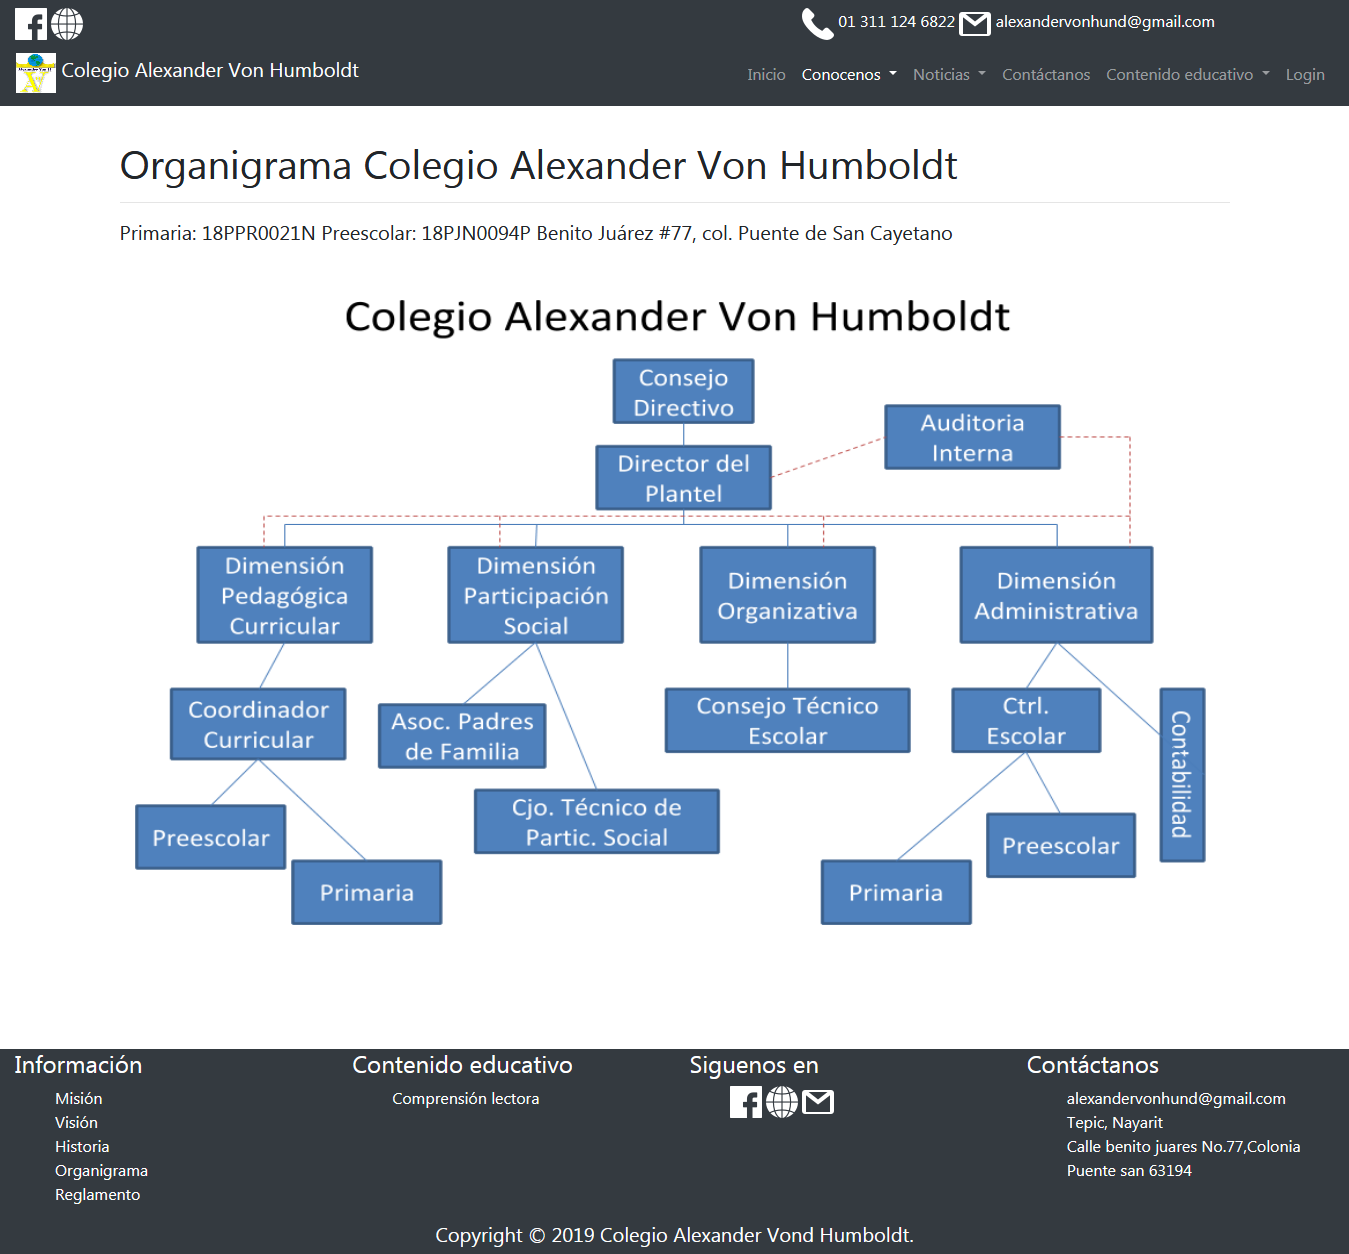 01 311 124 6822 alexandervonhund@gmail.com
Colegio Alexander Von Humboldt
Inicio Conocenos Noticias Contáctanos Contenido educativo Login
Organigrama Colegio Alexander Von Humboldt
Primaria: 18PPR0021N Preescolar: 18PJN0094P Benito Juárez #77, col. Puente de San Cayetano
Colegio Alexander Von Humboldt
Consejo
Directivo
Auditoria
Interna
Director del
Plantel
Dimensión
Pedagógica
Curricular
Dimensión
Participación
Social
Dimensión
Organizativa
Dimensión
Administrativa
Coordinador
Curricular
Asoc. Padres
de Familia
Consejo Técnico
Escolar
Ctrl.
Escolar
Contabilidad
Cjo. Técnico de
Partic. Social
Preescolar
Primaria
Preescolar
Primaria
Información
Misión
Visión
Historia
Organigrama
Reglamento
Contenido educativo
Comprensión lectora
Siguenos en
Contáctanos
alexandervonhund@gmail.com
Tepic, Nayarit
Calle benito juares No.77,Colonia
Puente san 63194
Copyright © 2019 Colegio Alexander Vond Humboldt.